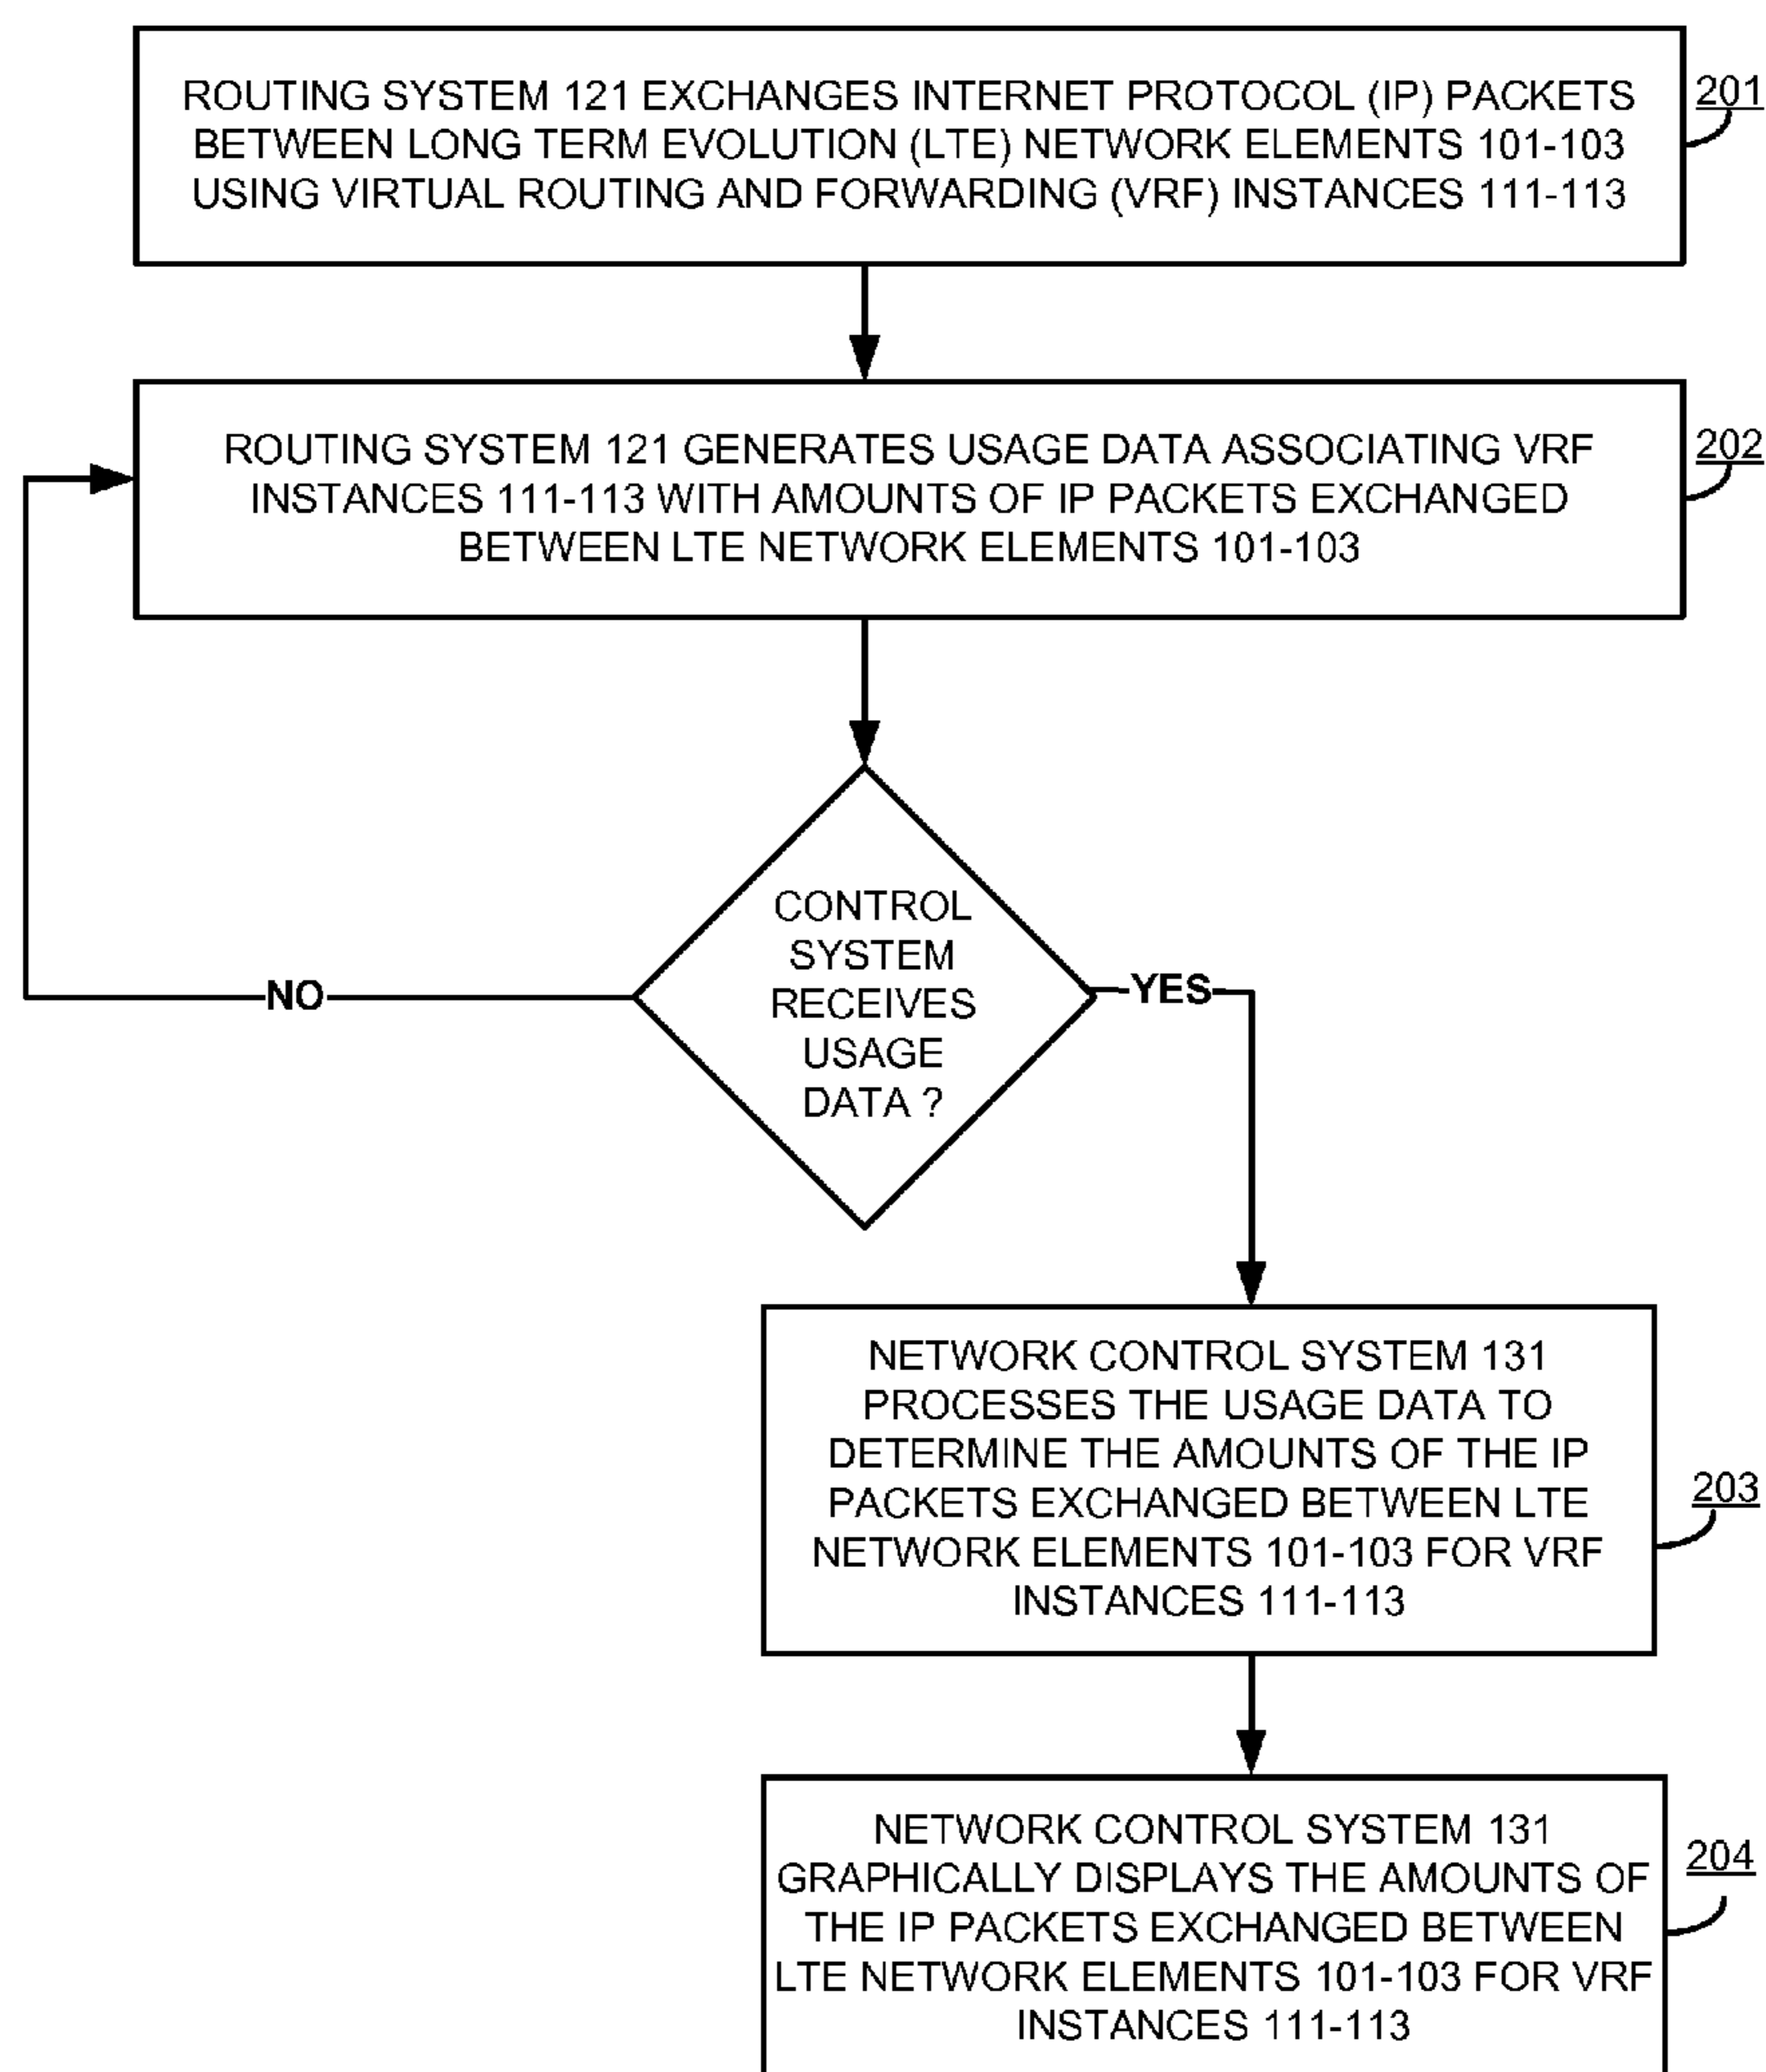 ROUTING SYSTEM 121 EXCHANGES INTERNET PROTOCOL (IP) PACKETS
BETWEEN LONG TERM EVOLUTION (LTE) NETWORK ELEMENTS 101-103
USING VIRTUAL ROUTING AND FORWARDING (VRF) INSTANCES 111-113
201
ROUTING SYSTEM 121 GENERATES USAGE DATA ASSOCIATING VRF
INSTANCES 111-113 WITH AMOUNTS OF IP PACKETS EXCHANGED
BETWEEN LTE NETWORK ELEMENTS 101-103
202
CONTROL
SYSTEM
RECEIVES
USAGE
DATA ?
NO
YES
NETWORK CONTROL SYSTEM 131
PROCESSES THE USAGE DATA TO
DETERMINE THE AMOUNTS OF THE IP
PACKETS EXCHANGED BETWEEN LTE
NETWORK ELEMENTS 101-103 FOR VRF
INSTANCES 111-113
203
NETWORK CONTROL SYSTEM 131
GRAPHICALLY DISPLAYS THE AMOUNTS OF
THE IP PACKETS EXCHANGED BETWEEN
LTE NETWORK ELEMENTS 101-103 FOR VRF
INSTANCES 111-113
204